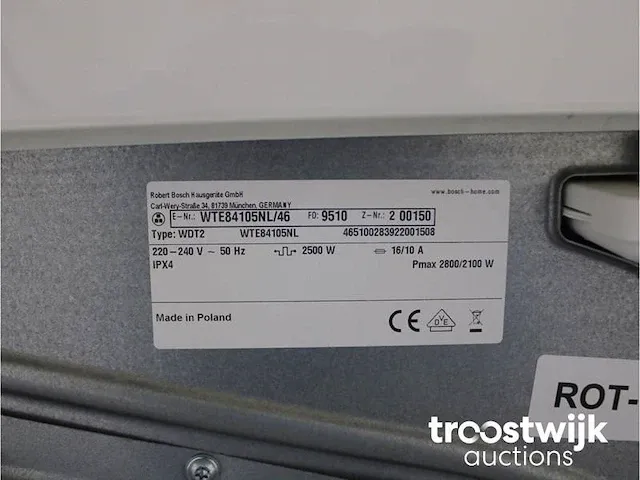 Robert Bosch Hausgeräte GmbH
www.bosch-home.com
Carl-Wery-Straße 34, 81739 München, GERMANY
E-Nr.: WTE84105NL/46 FD: 9510 Z-Nr.: 2 00150
Type: WDT2 WTE84105NL 465100283922001508
220-240 V ~ 50 Hz 2500 W 16/10 A
IPX4 Pmax 2800/2100 W
Made in Poland
CE DVE
ROT-
troostwijk
auctions